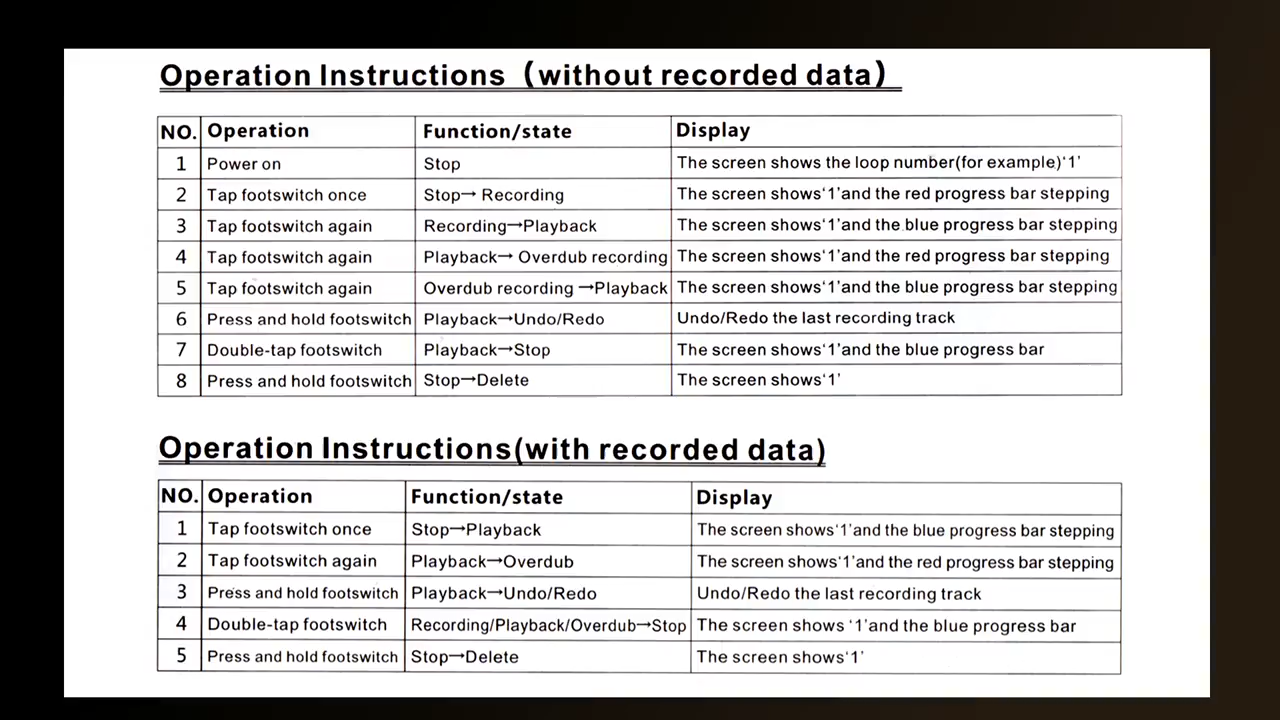 Operation Instructions (without recorded data)
NO. Operation Function/state Display
1 Power on Stop The screen shows the loop number(for example)‘1’
2 Tap footswitch once Stop→ Recording The screen shows‘1’and the red progress bar stepping
3 Tap footswitch again Recording→Playback The screen shows‘1’and the blue progress bar stepping
4 Tap footswitch again Playback→ Overdub recording The screen shows‘1’and the red progress bar stepping
5 Tap footswitch again Overdub recording →Playback The screen shows‘1’and the blue progress bar stepping
6 Press and hold footswitch Playback→Undo/Redo Undo/Redo the last recording track
7 Double-tap footswitch Playback→Stop The screen shows‘1’and the blue progress bar
8 Press and hold footswitch Stop→Delete The screen shows‘1’
Operation Instructions(with recorded data)
NO. Operation Function/state Display
1 Tap footswitch once Stop→Playback The screen shows‘1’and the blue progress bar stepping
2 Tap footswitch again Playback→Overdub The screen shows‘1’and the red progress bar stepping
3 Press and hold footswitch Playback→Undo/Redo Undo/Redo the last recording track
4 Double-tap footswitch Recording/Playback/Overdub→Stop The screen shows ‘1’and the blue progress bar
5 Press and hold footswitch Stop→Delete The screen shows‘1’